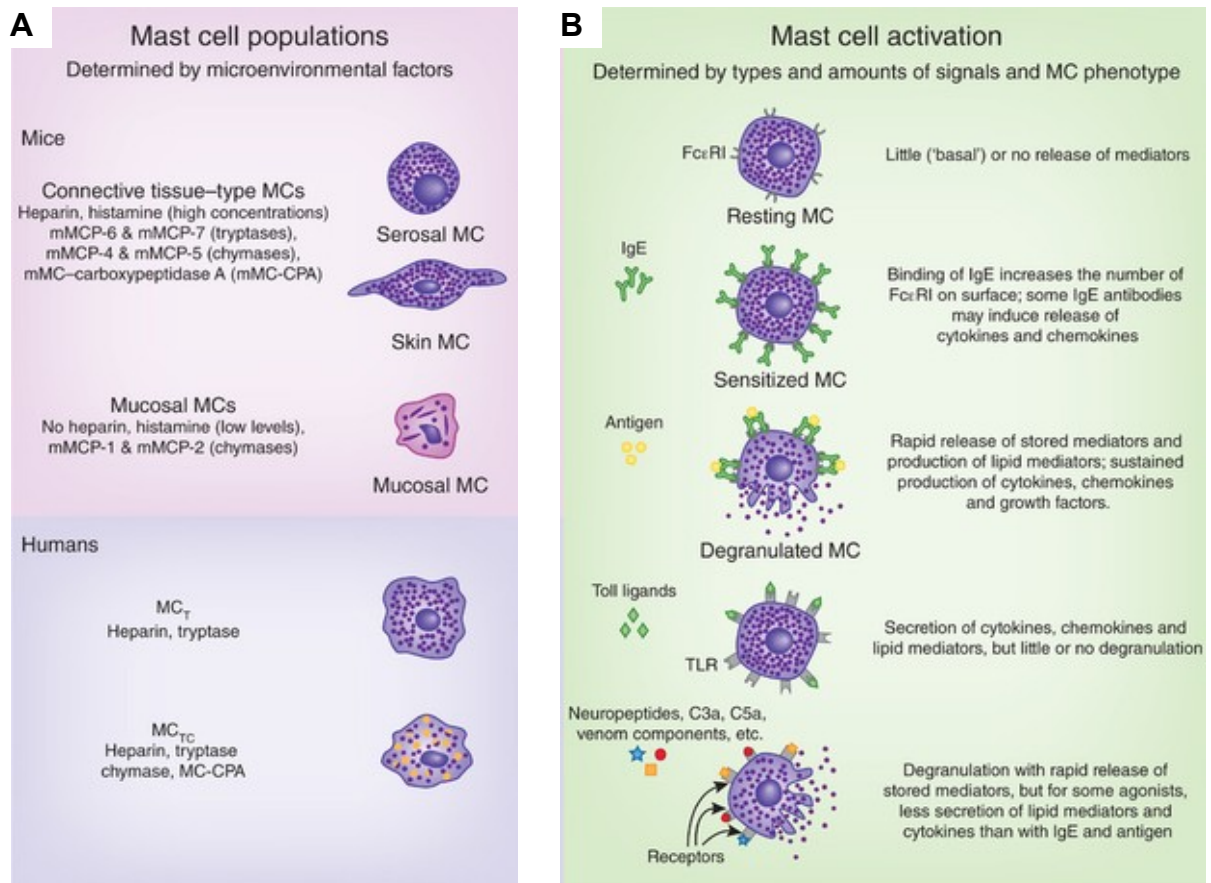 A
Mast cell populations
Determined by microenvironmental factors
Mice
Connective tissue–type MCs
Heparin, histamine (high concentrations)
mMCP-6 & mMCP-7 (tryptases),
mMCP-4 & mMCP-5 (chymases),
mMC–carboxypeptidase A (mMC-CPA)
Serosal MC
Skin MC
Mucosal MCs
No heparin, histamine (low levels),
mMCP-1 & mMCP-2 (chymases)
Mucosal MC
Humans
MCT
Heparin, tryptase
MCTC
Heparin, tryptase
chymase, MC-CPA
B
Mast cell activation
Determined by types and amounts of signals and MC phenotype
FcεRI
Little (‘basal’) or no release of mediators
Resting MC
IgE
Binding of IgE increases the number of
FcεRI on surface; some IgE antibodies
may induce release of
cytokines and chemokines
Sensitized MC
Antigen
Rapid release of stored mediators and
production of lipid mediators; sustained
production of cytokines, chemokines
and growth factors.
Degranulated MC
Toll ligands
TLR
Secretion of cytokines, chemokines and
lipid mediators, but little or no degranulation
Neuropeptides, C3a, C5a,
venom components, etc.
Receptors
Degranulation with rapid release of
stored mediators, but for some agonists,
less secretion of lipid mediators and
cytokines than with IgE and antigen